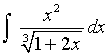 ∫ x² / ∛(1+2x) dx